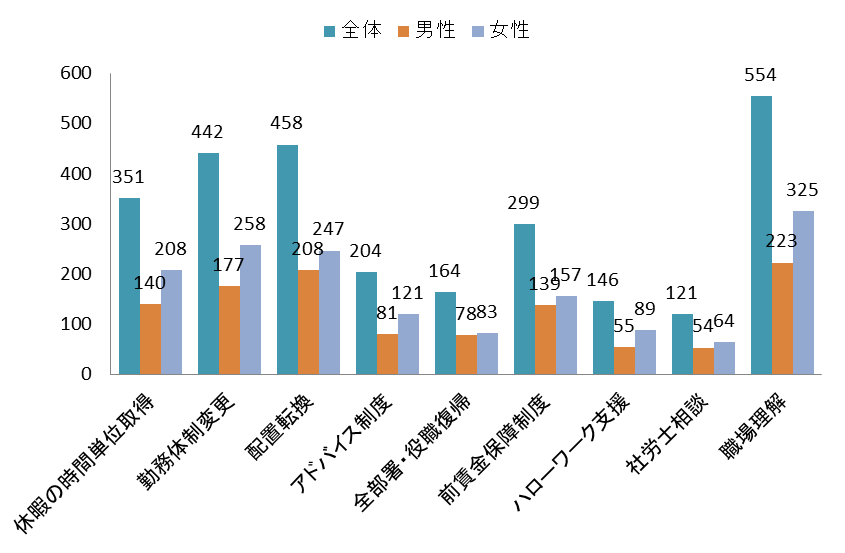 全体 男性 女性
600
500
400
300
200
100
0
351 140 208
442 177 258
458 208 247
204 81 121
164 78 83
299 139 157
146 55 89
121 54 64
554 223 325
休暇の時間単位取得
勤務体制変更
配置転換
アドバイス制度
全部署・役職復帰
前賃金保障制度
ハローワーク支援
社労士相談
職場理解